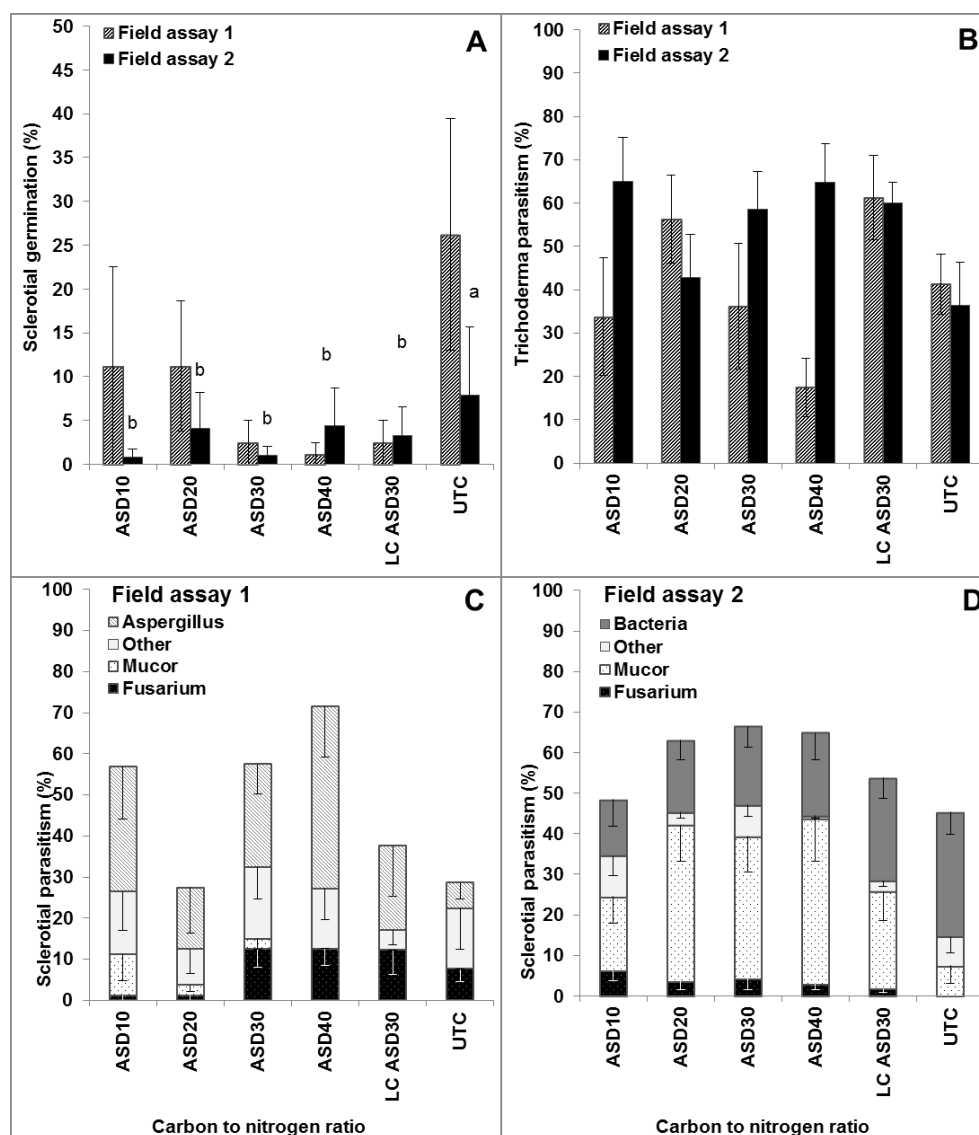 A
Field assay 1
Field assay 2
Sclerotial germination (%)
50
45
40
35
30
25
20
15
10
5
0
b
b
b
b
b
a
ASD10
ASD20
ASD30
ASD40
LC ASD30
UTC
B
Field assay 1
Field assay 2
Trichoderma parasitism (%)
100
90
80
70
60
50
40
30
20
10
0
ASD10
ASD20
ASD30
ASD40
LC ASD30
UTC
C
Field assay 1
Aspergillus
Other
Mucor
Fusarium
Sclerotial parasitism (%)
100
90
80
70
60
50
40
30
20
10
0
ASD10
ASD20
ASD30
ASD40
LC ASD30
UTC
Carbon to nitrogen ratio
D
Field assay 2
Bacteria
Other
Mucor
Fusarium
Sclerotial parasitism (%)
100
90
80
70
60
50
40
30
20
10
0
ASD10
ASD20
ASD30
ASD40
LC ASD30
UTC
Carbon to nitrogen ratio